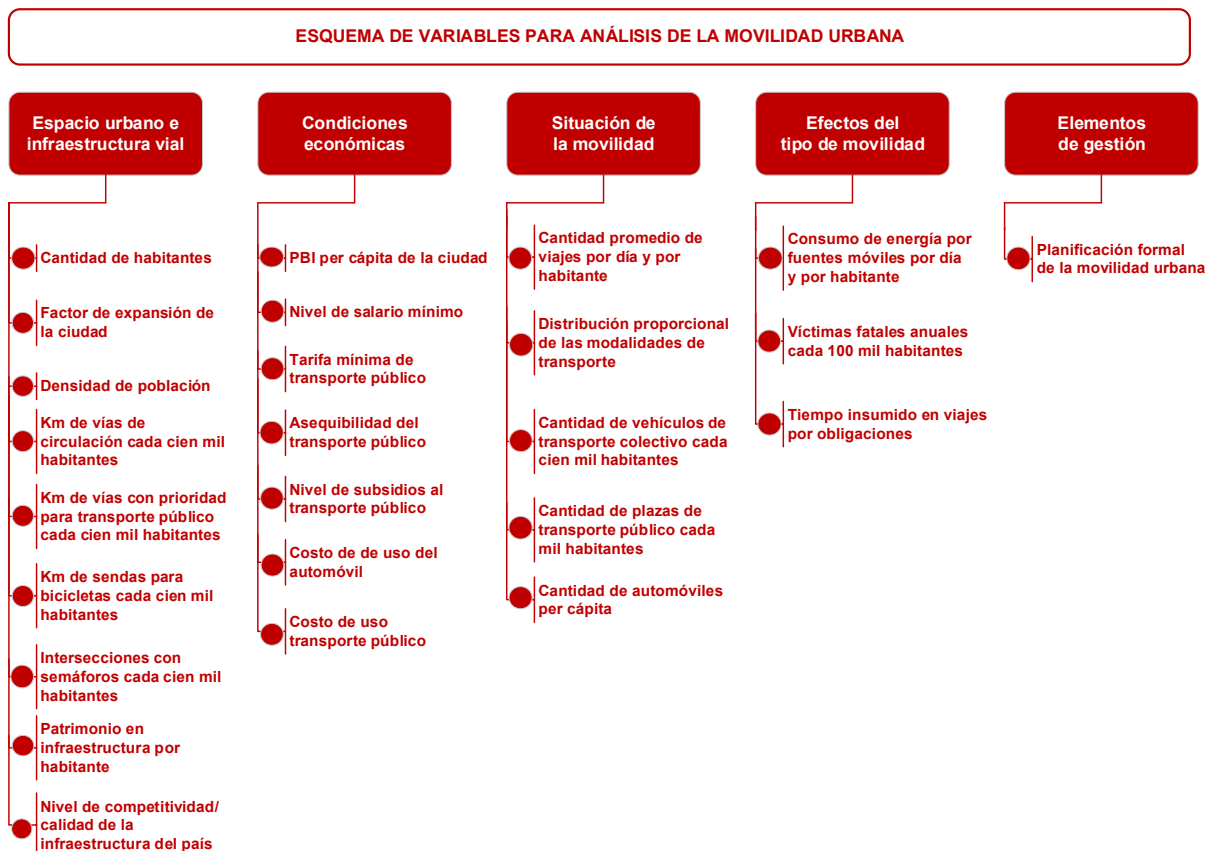 ESQUEMA DE VARIABLES PARA ANÁLISIS DE LA MOVILIDAD URBANA
Espacio urbano e
infraestructura vial
Cantidad de habitantes
Factor de expansión de
la ciudad
Densidad de población
Km de vías de
circulación cada cien mil
habitantes
Km de vías con prioridad
para transporte público
cada cien mil habitantes
Km de sendas para
bicicletas cada cien mil
habitantes
Intersecciones con
semáforos cada cien mil
habitantes
Patrimonio en
infraestructura por
habitante
Nivel de competitividad/
calidad de la
infraestructura del país
Condiciones
económicas
PBI per cápita de la ciudad
Nivel de salario mínimo
Tarifa mínima de
transporte público
Asequibilidad del
transporte público
Nivel de subsidios al
transporte público
Costo de de uso del
automóvil
Costo de uso
transporte público
Situación de
la movilidad
Cantidad promedio de
viajes por día y por
habitante
Distribución proporcional
de las modalidades de
transporte
Cantidad de vehículos de
transporte colectivo cada
cien mil habitantes
Cantidad de plazas de
transporte público cada
mil habitantes
Cantidad de automóviles
per cápita
Efectos del
tipo de movilidad
Consumo de energía por
fuentes móviles por día
y por habitante
Víctimas fatales anuales
cada 100 mil habitantes
Tiempo insumido en viajes
por obligaciones
Elementos
de gestión
Planificación formal
de la movilidad urbana